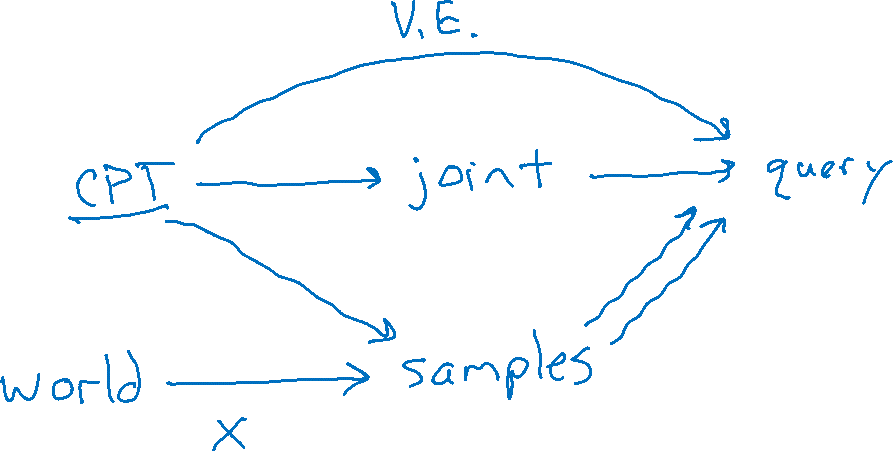 V.E.
CPT joint query
world samples
X